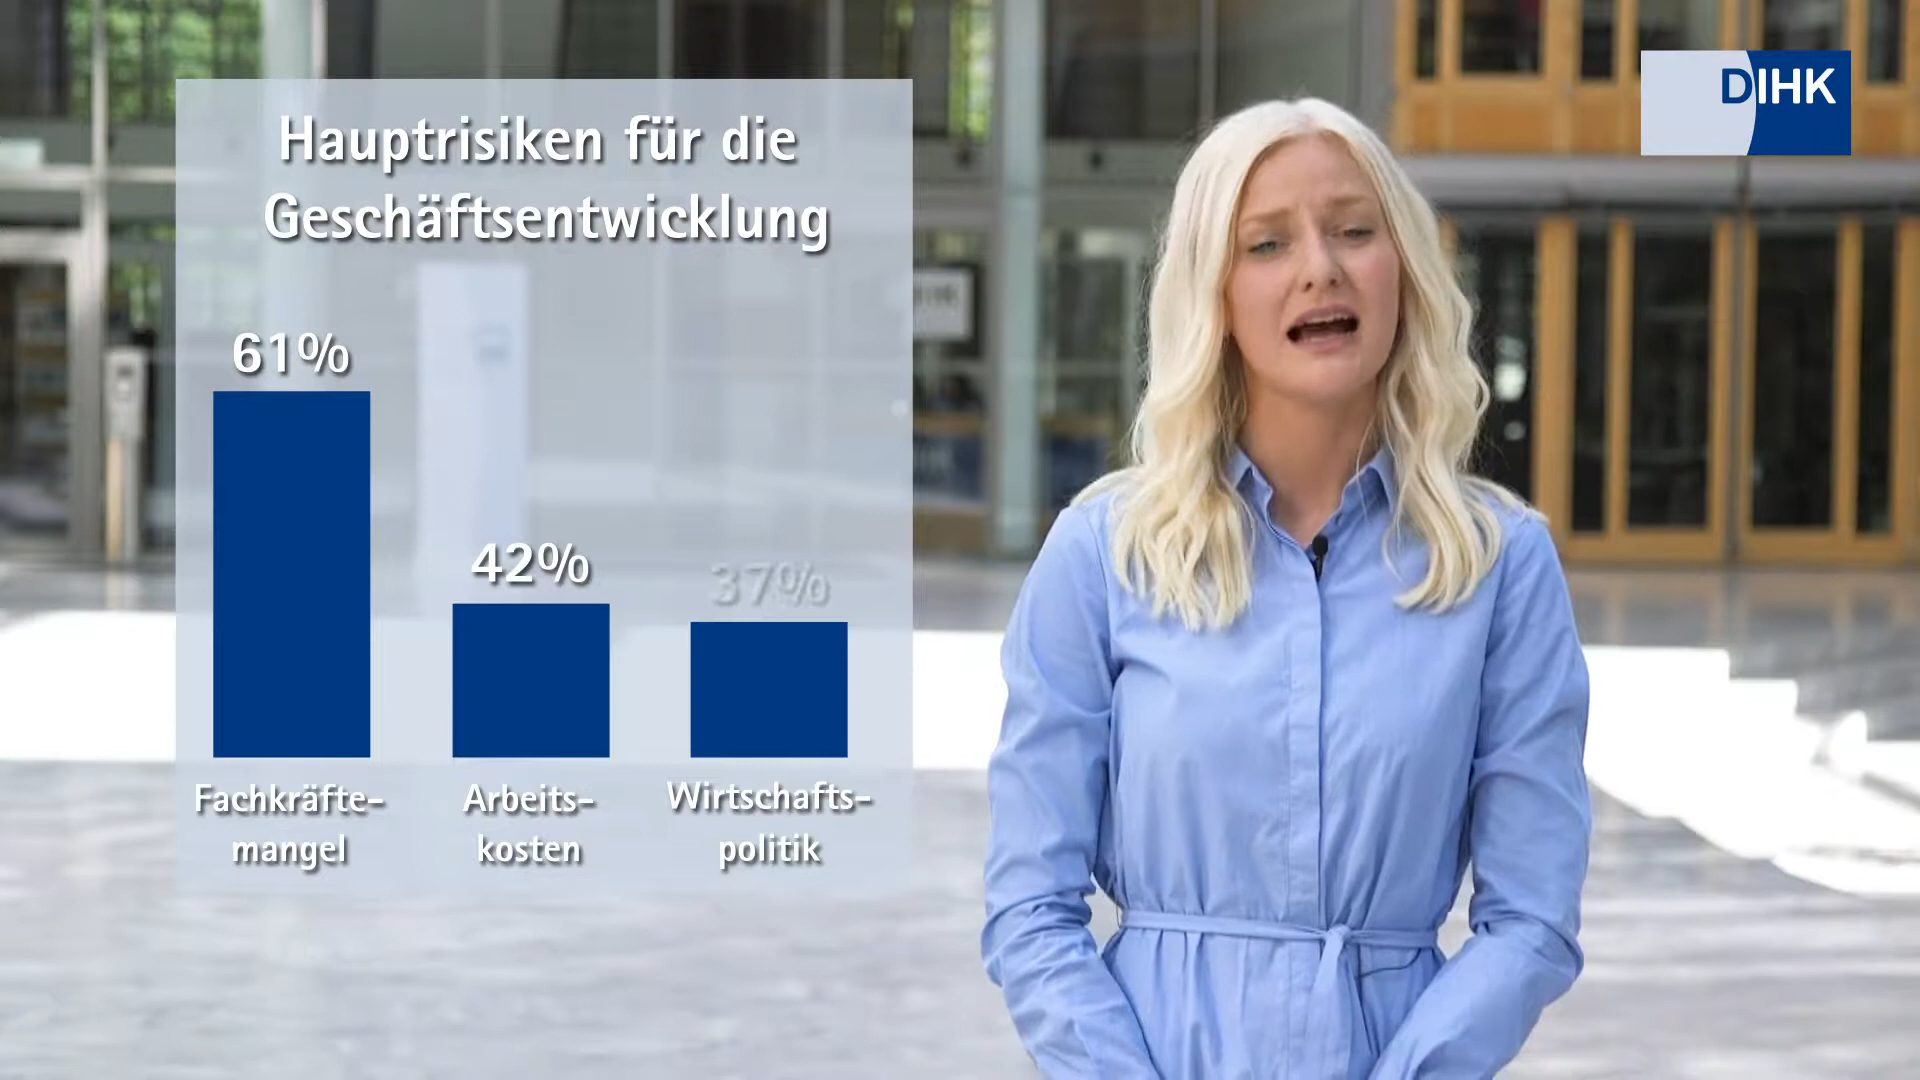 Hauptrisiken für die
Geschäftsentwicklung
61%
42%
37%
Fachkräfte-
mangel
Arbeits-
kosten
Wirtschafts-
politik
DIHK